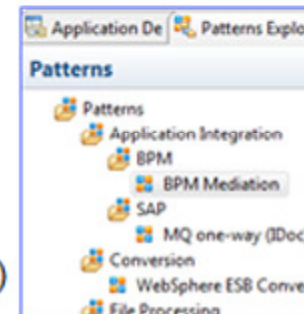 Application De Patterns Explo
Patterns
Patterns
Application Integration
BPM
BPM Mediation
SAP
MQ one-way (IDoc
Conversion
WebSphere ESB Conve
File Processing
)